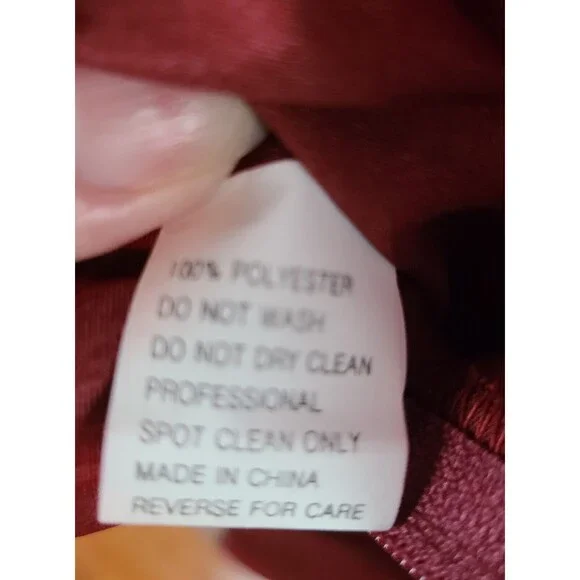 100% POLYESTER
DO NOT WASH
DO NOT DRY CLEAN
PROFESSIONAL
SPOT CLEAN ONLY
MADE IN CHINA
REVERSE FOR CARE